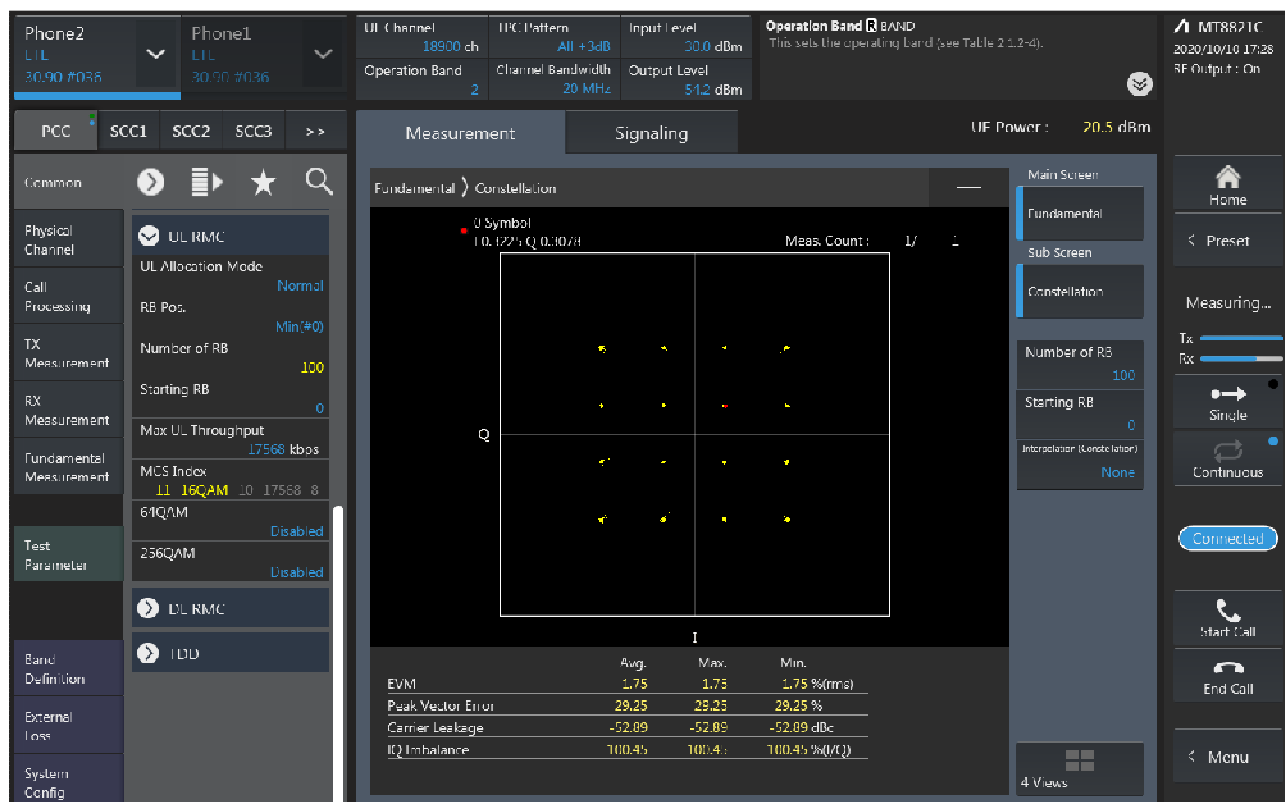 Phone2
LTE
30.90 #038
Phone1
LTE
30.90 #036
UL Channel
18900 ch
Operation Band
2
TPC Pattern
All +3dB
Channel Bandwidth
20 MHz
Input Level
30.0 dBm
Output Level
dBm
Operation Band R BAND
This sets the operating band (see Table 2.1.2-4).
MT8821C
2020/10/10 17:28
RF Output : On
PCC
SCC1
SCC2
SCC3
>>
Measurement
Signaling
UE Power : 20.5 dBm
Common
Physical
Channel
Call
Processing
TX
Measurement
RX
Measurement
Fundamental
Measurement
Test
Parameter
Band
Definition
External
Loss
System
Config
UL RMC
UL Allocation Mode
Normal
RB Pos.
Min(#0)
Number of RB
100
Starting RB
0
Max UL Throughput
17568 kbps
MCS Index
11 16QAM 10 17568 8
64QAM
Disabled
256QAM
Disabled
DL RMC
TDD
Fundamental > Constellation
0 Symbol
I 0.3225 Q 0.3078
Meas. Count : 1/ 1
Q
I
Avg. Max. Min.
EVM 1.75 1.75 1.75 %(rms)
Peak Vector Error 29.25 29.25 29.25 %
Carrier Leakage -52.89 -52.89 -52.89 dBc
IQ Imbalance 100.45 100.45 100.45 %(I/Q)
Main Screen
Fundamental
Sub Screen
Constellation
Number of RB
100
Starting RB
0
Interpolation (Constellation)
None
4 Views
Home
< Preset
Measuring...
Tx
Rx
Single
Continuous
Connected
Start Call
End Call
< Menu